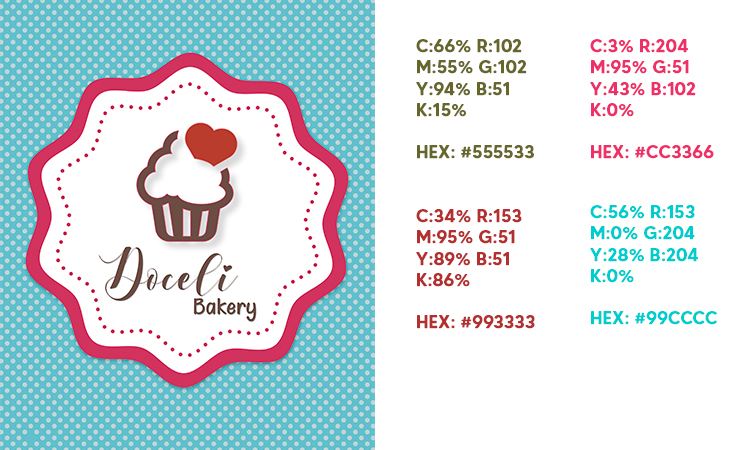 Doceli
Bakery
C:66% R:102
M:55% G:102
Y:94% B:51
K:15%
HEX: #555533
C:3% R:204
M:95% G:51
Y:43% B:102
K:0%
HEX: #CC3366
C:34% R:153
M:95% G:51
Y:89% B:51
K:86%
HEX: #993333
C:56% R:153
M:0% G:204
Y:28% B:204
K:0%
HEX: #99CCCC